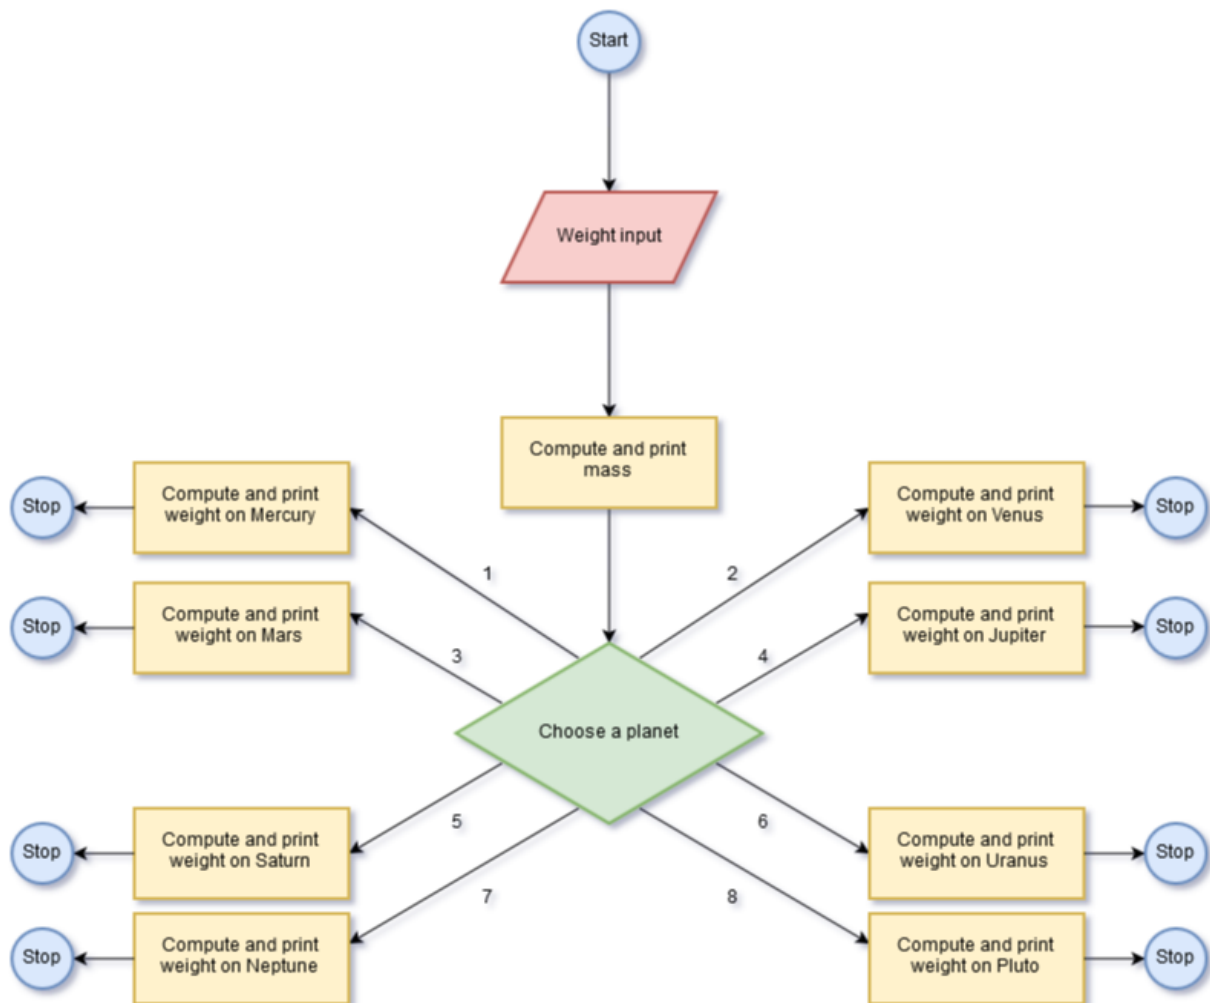 Start
Weight input
Compute and print
mass
Compute and print
weight on Mercury
Stop
Compute and print
weight on Venus
Stop
1
2
Compute and print
weight on Mars
Stop
Compute and print
weight on Jupiter
Stop
3
4
Choose a planet
5
6
Compute and print
weight on Saturn
Stop
Compute and print
weight on Uranus
Stop
7
8
Compute and print
weight on Neptune
Stop
Compute and print
weight on Pluto
Stop